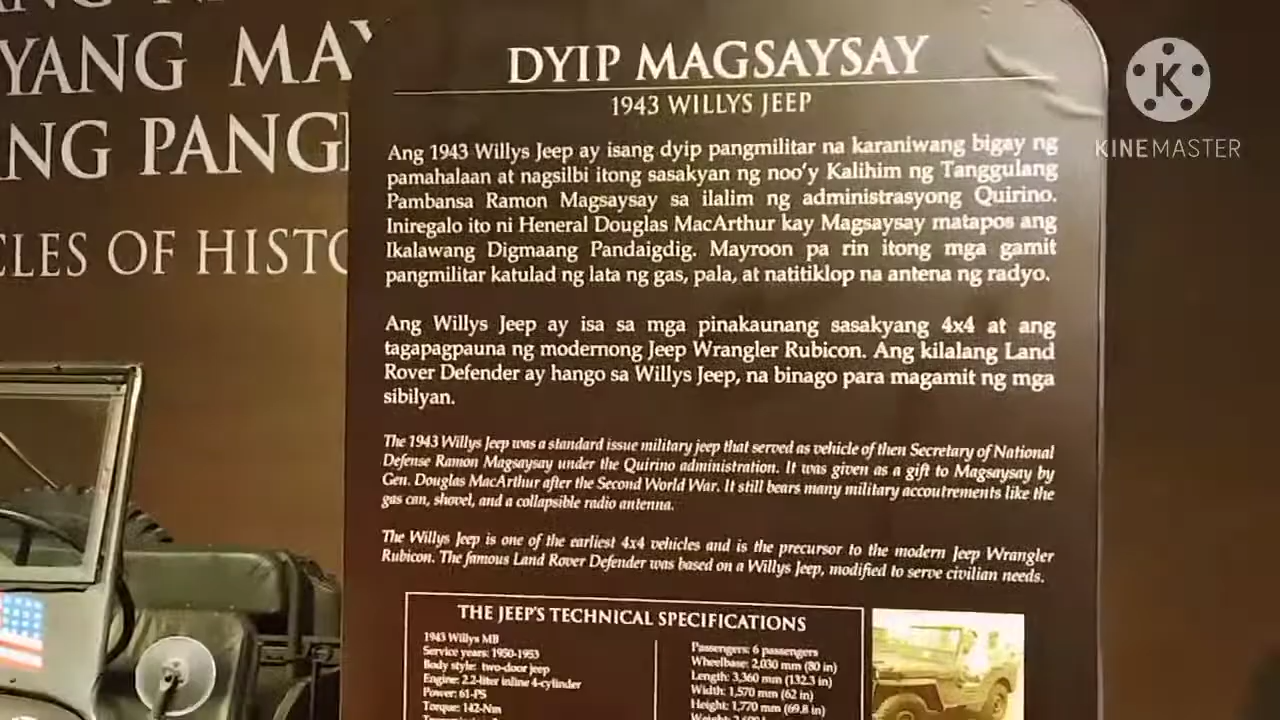 YANG MAY
NG PANG
CLES OF HISTO
DYIP MAGSAYSAY
1943 WILLYS JEEP
Ang 1943 Willys Jeep ay isang dyip pangmilitar na karaniwang bigay ng
pamahalaan at nagsilbi itong sasakyan ng noo'y Kalihim ng Tanggulang
Pambansa Ramon Magsaysay sa ilalim ng administrasyong Quirino.
Iniregalo ito ni Heneral Douglas MacArthur kay Magsaysay matapos ang
Ikalawang Digmaang Pandaigdig. Mayroon pa rin itong mga gamit
pangmilitar katulad ng lata ng gas, pala, at natitiklop na antena ng radyo.
Ang Willys Jeep ay isa sa mga pinakaunang sasakyang 4x4 at ang
tagapagpauna ng modernong Jeep Wrangler Rubicon. Ang kilalang Land
Rover Defender ay hango sa Willys Jeep, na binago para magamit ng mga
sibilyan.
The 1943 Willys Jeep was a standard issue military jeep that served as vehicle of then Secretary of National
Defense Ramon Magsaysay under the Quirino administration. It was given as a gift to Magsaysay by
Gen. Douglas MacArthur after the Second World War. It still bears many military accoutrements like the
gas can, shovel, and a collapsible radio antenna.
The Willys Jeep is one of the earliest 4x4 vehicles and is the precursor to the modern Jeep Wrangler
Rubicon. The famous Land Rover Defender was based on a Willys Jeep, modified to serve civilian needs.
THE JEEP'S TECHNICAL SPECIFICATIONS
1943 Willys MB
Service years: 1950-1953
Body style: two-door jeep
Engine: 2.2-liter inline 4-cylinder
Power: 61-PS
Torque: 142-Nm
Passengers: 6 passengers
Wheelbase: 2,030 mm (80 in)
Length: 3,360 mm (132.3 in)
Width: 1,570 mm (62 in)
Height: 1,770 mm (69.8 in)
K
KINEMASTER